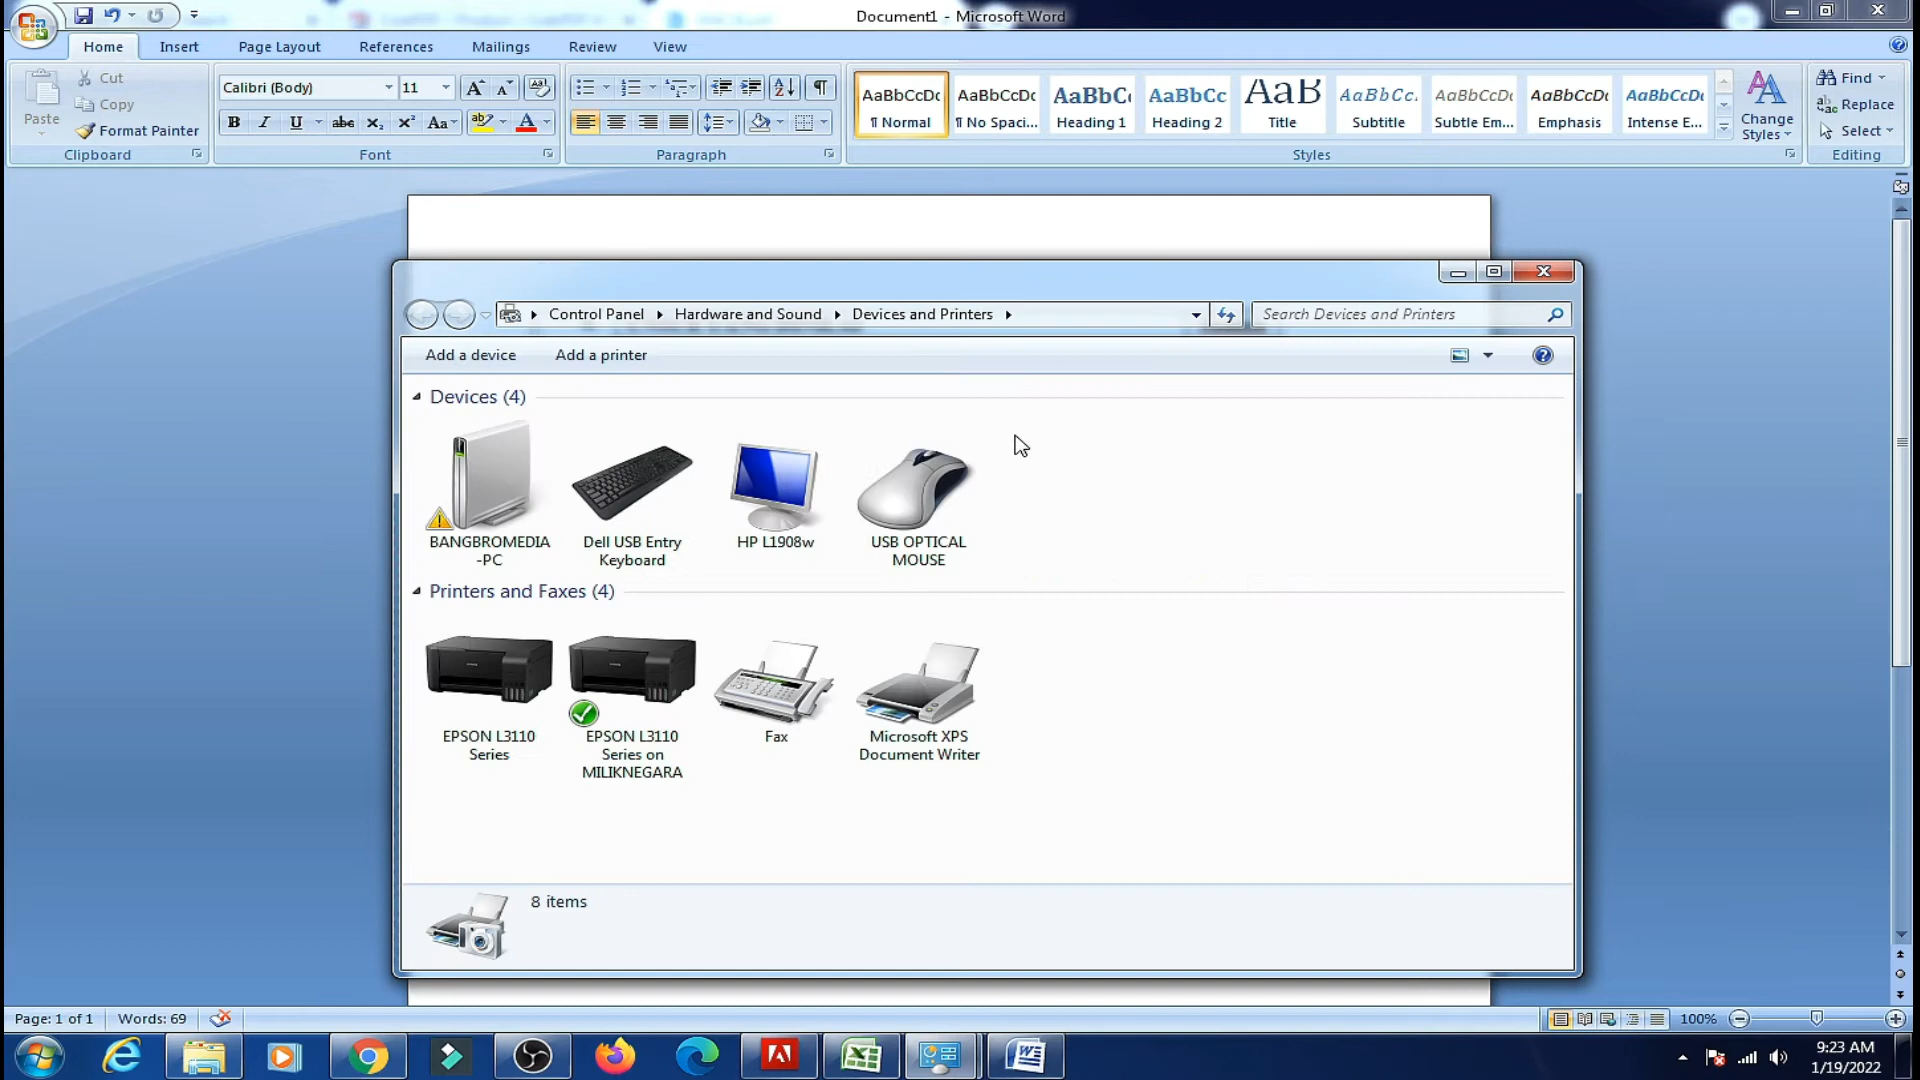 Document1 - Microsoft Word
Home Insert Page Layout References Mailings Review View
Cut
Copy
Format Painter
Paste
Clipboard
Calibri (Body) 11
Font
Paragraph
AaBbCcDc AaBbCcDc AaBbC( AaBbCc AaB AaBbCc. AaBbCcDc AaBbCcDc AaBbCcDc
¶ Normal ¶ No Spaci... Heading 1 Heading 2 Title Subtitle Subtle Em... Emphasis Intense E...
Change
Styles
Styles
Find
Replace
Select
Editing
Control Panel Hardware and Sound Devices and Printers
Search Devices and Printers
Add a device Add a printer
Devices (4)
BANGBROMEDIA
-PC
Dell USB Entry
Keyboard
HP L1908w
USB OPTICAL
MOUSE
Printers and Faxes (4)
EPSON L3110
Series
EPSON L3110
Series on
MILIKNEGARA
Fax
Microsoft XPS
Document Writer
8 items
Page: 1 of 1 Words: 69
100%
9:23 AM
1/19/2022